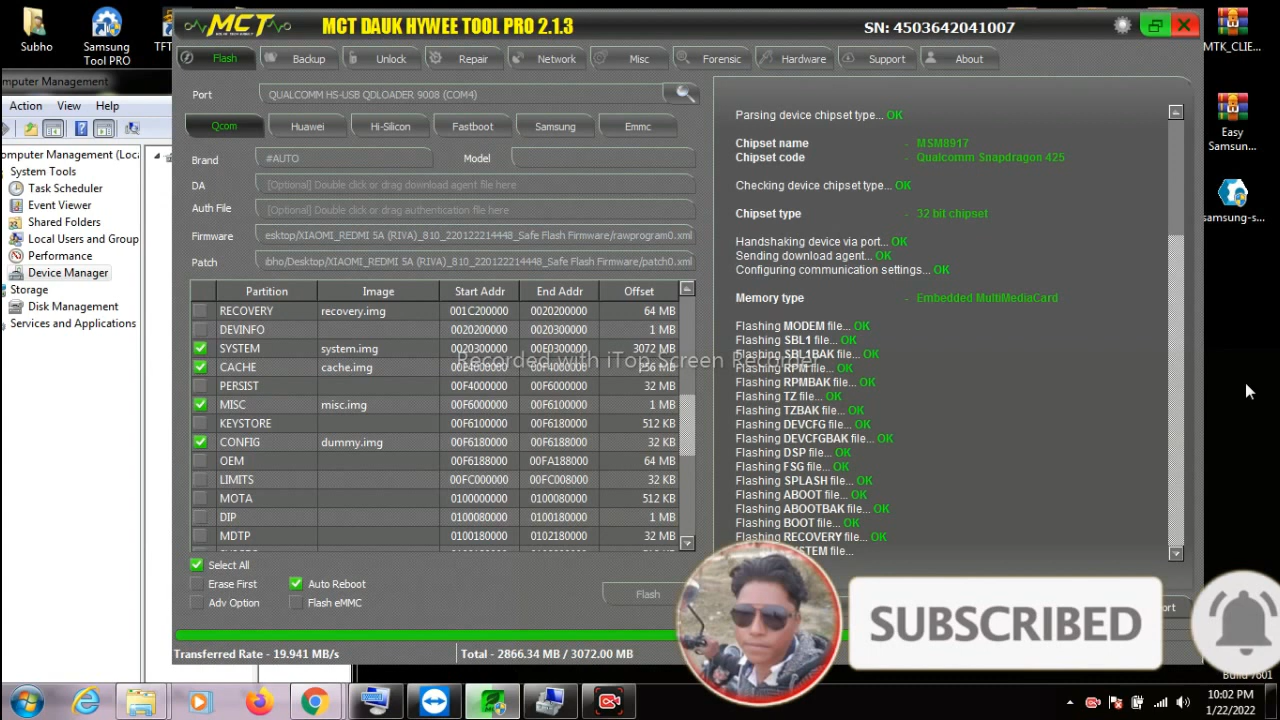 Subho
Samsung
Tool PRO
TFT
MCT
MCT DAUK HYWEE TOOL PRO 2.1.3
SN: 4503642041007
MTK_CLIE...
Easy
Samsun...
samsung-s...
omputer Management
Action View Help
omputer Management (Loca
System Tools
Task Scheduler
Event Viewer
Shared Folders
Local Users and Group
Performance
Device Manager
Storage
Disk Management
Services and Applications
Flash Backup Unlock Repair Network Misc Forensic Hardware Support About
Port QUALCOMM HS-USB QDLOADER 9008 (COM4)
Qcom Huawei Hi-Silicon Fastboot Samsung Emmc
Brand #AUTO Model
DA [Optional] Double click or drag download agent file here
Auth File [Optional] Double click or drag authentication file here
Firmware esktop/XIAOMI_REDMI 5A (RIVA)_810_220122214448_Safe Flash Firmware/rawprogram0.xml
Patch ibho/Desktop/XIAOMI_REDMI 5A (RIVA)_810_220122214448_Safe Flash Firmware/patch0.xml
Partition Image Start Addr End Addr Offset
RECOVERY recovery.img 001C200000 0020200000 64 MB
DEVINFO 0020200000 0020300000 1 MB
SYSTEM system.img 0020300000 00E0300000 3072 MB
CACHE cache.img 00E4000000 00F4000000 256 MB
PERSIST 00F4000000 00F6000000 32 MB
MISC misc.img 00F6000000 00F6100000 1 MB
KEYSTORE 00F6100000 00F6180000 512 KB
CONFIG dummy.img 00F6180000 00F6188000 32 KB
OEM 00F6188000 00FA188000 64 MB
LIMITS 00FC000000 00FC008000 32 KB
MOTA 0100000000 0100080000 512 KB
DIP 0100080000 0100180000 1 MB
MDTP 0100180000 0102180000 32 MB
Select All
Erase First Auto Reboot
Adv Option Flash eMMC
Flash
Parsing device chipset type... OK
Chipset name - MSM8917
Chipset code - Qualcomm Snapdragon 425
Checking device chipset type... OK
Chipset type - 32 bit chipset
Handshaking device via port... OK
Sending download agent... OK
Configuring communication settings... OK
Memory type - Embedded MultiMediaCard
Flashing MODEM file... OK
Flashing SBL1 file... OK
Flashing SBL1BAK file... OK
Flashing RPM file... OK
Flashing RPMBAK file... OK
Flashing TZ file... OK
Flashing TZBAK file... OK
Flashing DEVCFG file... OK
Flashing DEVCFGBAK file... OK
Flashing DSP file... OK
Flashing FSG file... OK
Flashing SPLASH file... OK
Flashing ABOOT file... OK
Flashing ABOOTBAK file... OK
Flashing BOOT file... OK
Flashing RECOVERY file... OK
STEM file...
Recorded with iTop Screen Recorder
ort
SUBSCRIBED
Transferred Rate - 19.941 MB/s Total - 2866.34 MB / 3072.00 MB
Build 7601
10:02 PM
1/22/2022